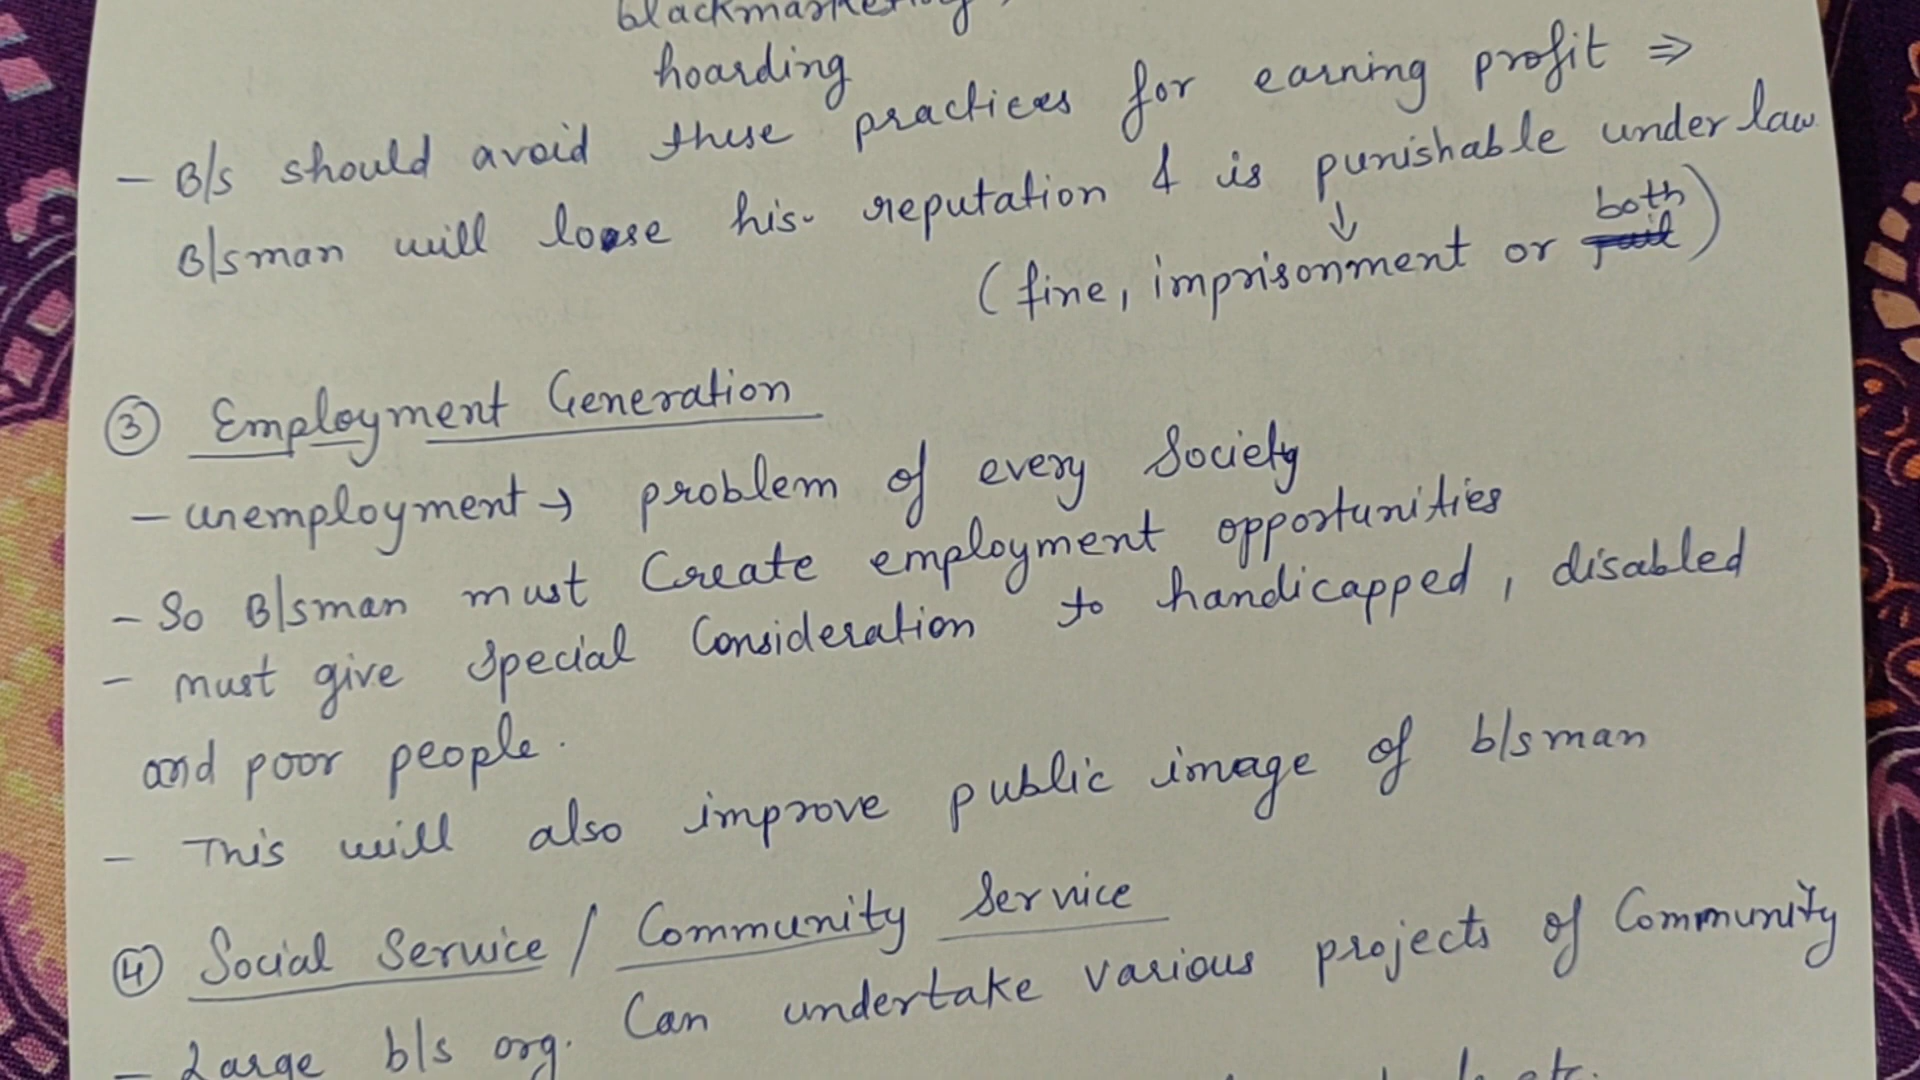 blackmarketing,
hoarding
- B/s should avoid these practices for earning profit ⇒
B/sman will loose his reputation & is punishable under law
↓
(fine, imprisonment or both)
③ Employment Generation
- unemployment → problem of every Society
- So B/sman must Create employment opportunities
- must give special Consideration to handicapped, disabled
and poor people.
- This will also improve public image of b/sman
④ Social Service / Community Service
- Large b/s org. Can undertake various projects of Community
etc.